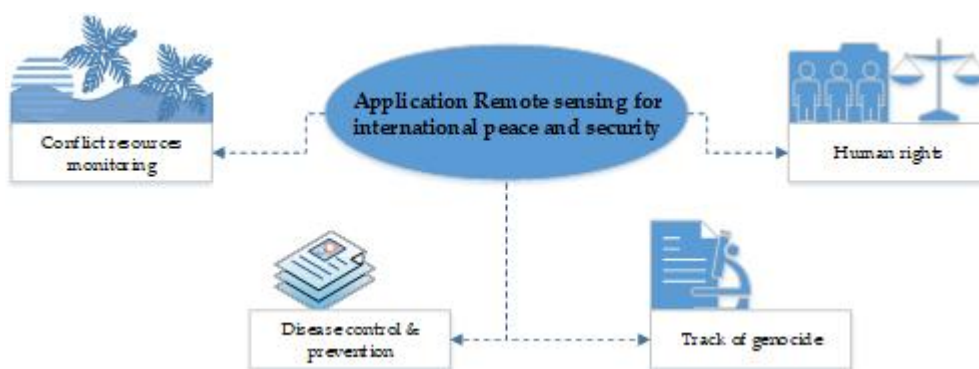 Application Remote sensing for
international peace and security
Conflict resources
monitoring
Human rights
Disease control &
prevention
Track of genocide